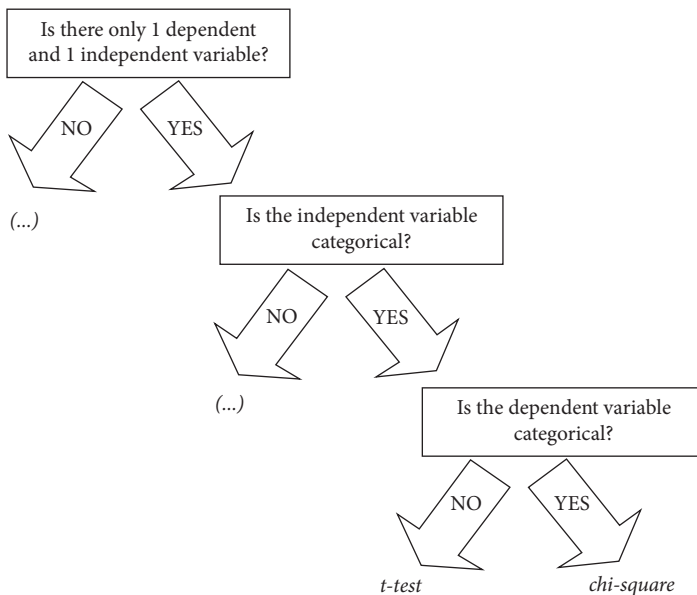 Is there only 1 dependent
and 1 independent variable?
NO
YES
(...)
Is the independent variable
categorical?
NO
YES
(...)
Is the dependent variable
categorical?
NO
YES
t-test
chi-square